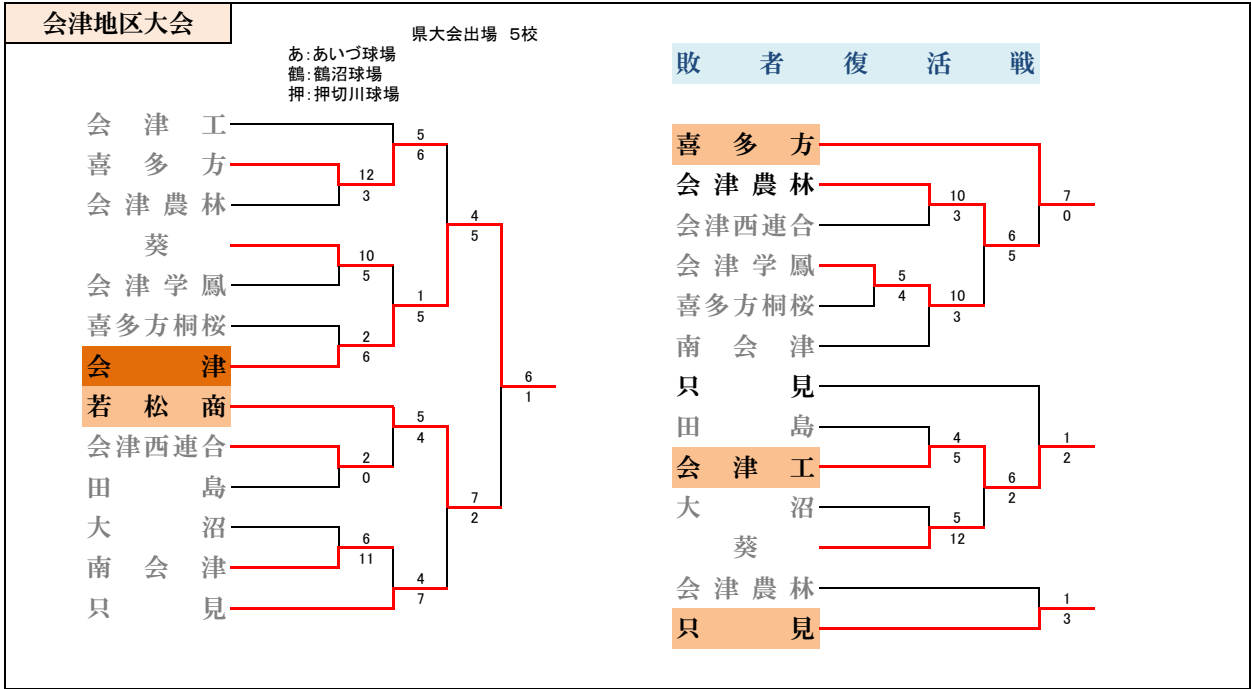 会津地区大会
県大会出場 5校
あ:あいづ球場
鶴:鶴沼球場
押:押切川球場
会津工
喜多方
会津農林
葵
会津学鳳
喜多方桐桜
会津
若松商
会津西連合
田島
大沼
南会津
只見
5
6
12
3
4
5
10
5
1
5
2
6
6
1
5
4
2
0
7
2
6
11
4
7
敗者復活戦
喜多方
会津農林
会津西連合
会津学鳳
喜多方桐桜
南会津
只見
田島
会津工
大沼
葵
会津農林
只見
10
3
7
0
6
5
5
4
10
3
4
5
1
2
6
2
5
12
1
3